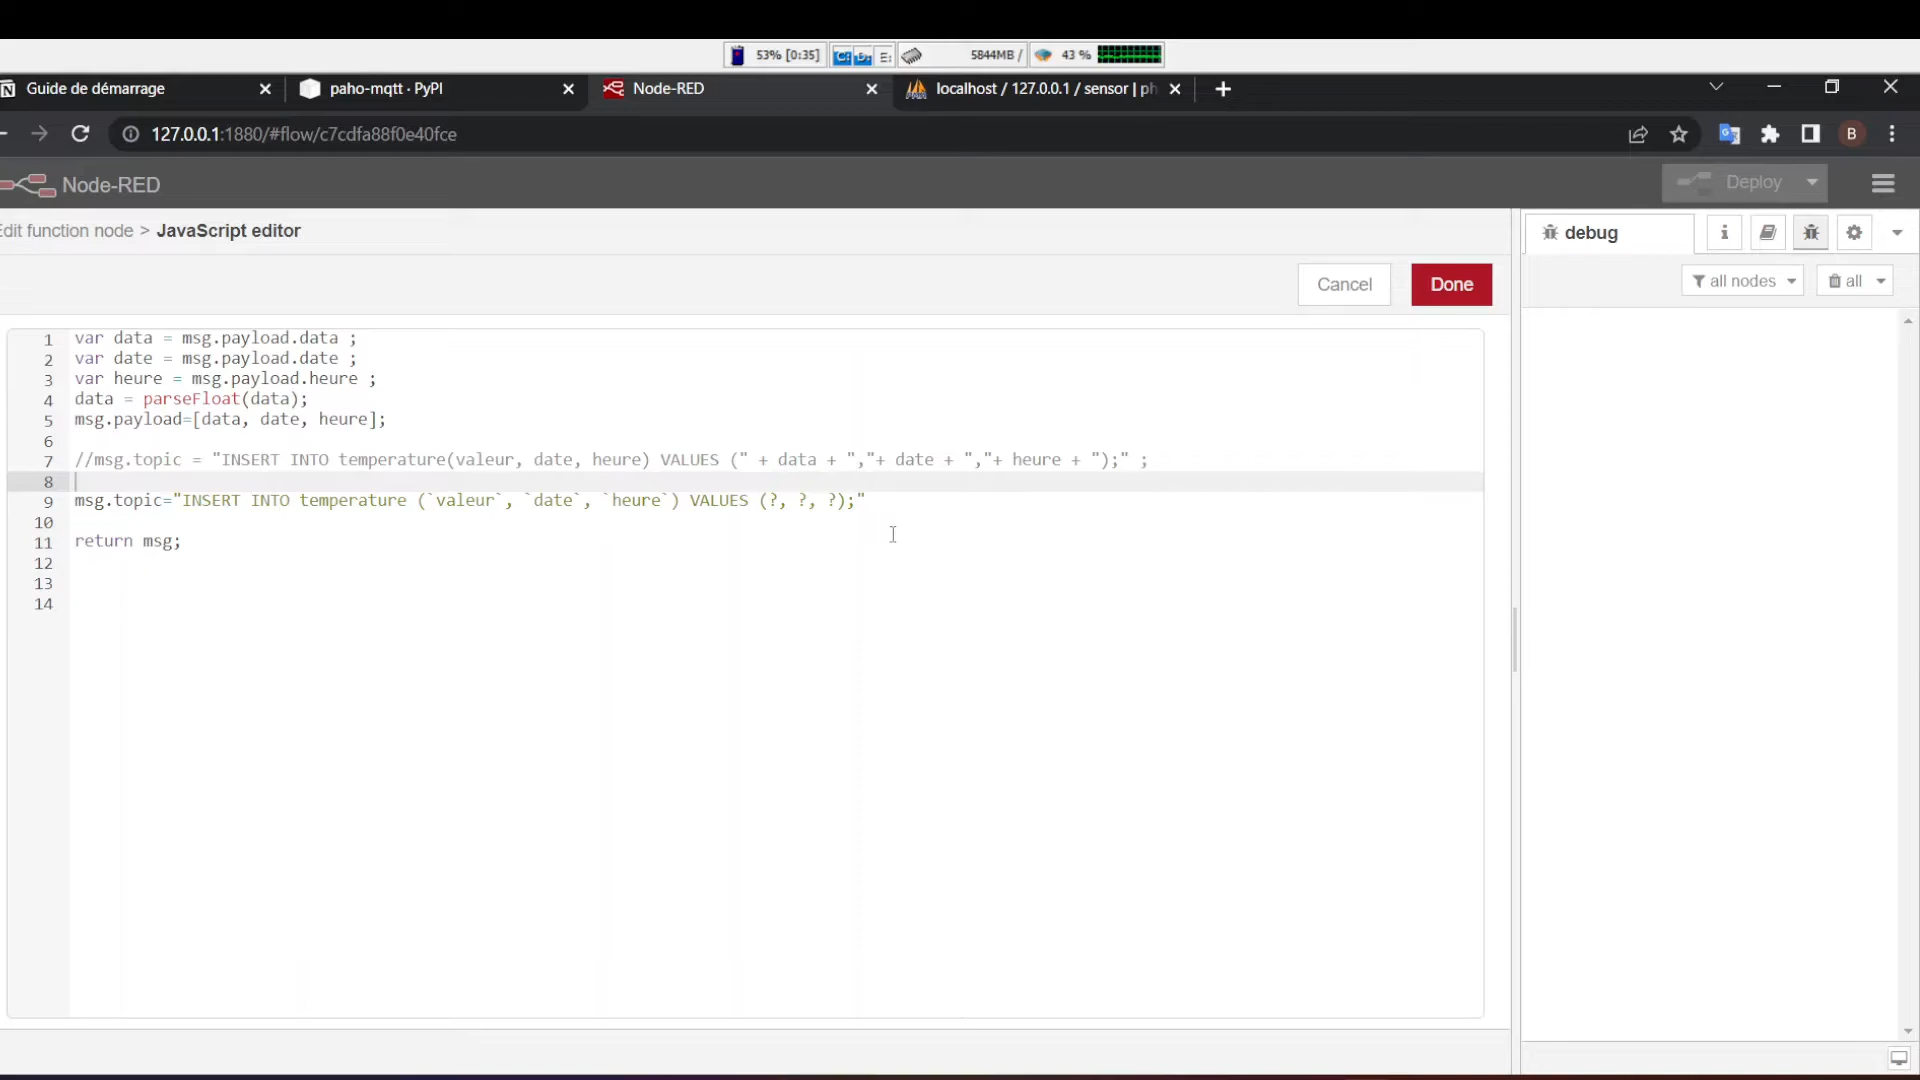 53% [0:35] C: D: E: 5844MB / 43 %
Guide de démarrage paho-mqtt · PyPI Node-RED localhost / 127.0.0.1 / sensor | ph
127.0.0.1:1880/#flow/c7cdfa88f0e40fce B
Node-RED Deploy
Edit function node > JavaScript editor debug i
Cancel Done all nodes all
1 var data = msg.payload.data ;
2 var date = msg.payload.date ;
3 var heure = msg.payload.heure ;
4 data = parseFloat(data);
5 msg.payload=[data, date, heure];
6
7 //msg.topic = "INSERT INTO temperature(valeur, date, heure) VALUES (" + data + ","+ date + ","+ heure + ");" ;
8
9 msg.topic="INSERT INTO temperature (`valeur`, `date`, `heure`) VALUES (?, ?, ?);"
10
11 return msg;
12
13
14